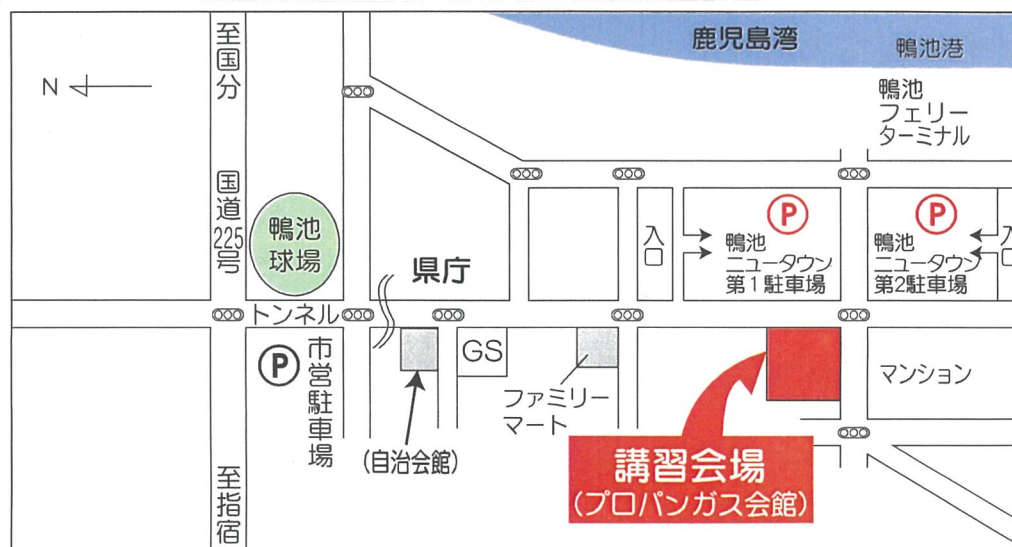 至国分
国道225号
至指宿
N
鹿児島湾
鴨池港
鴨池
フェリー
ターミナル
鴨池
球場
県庁
トンネル
入口
P
鴨池
ニュータウン
第1駐車場
P
鴨池
ニュータウン
第2駐車場
入口
P
市営駐車場
(自治会館)
GS
ファミリー
マート
マンション
講習会場
(プロパンガス会館)